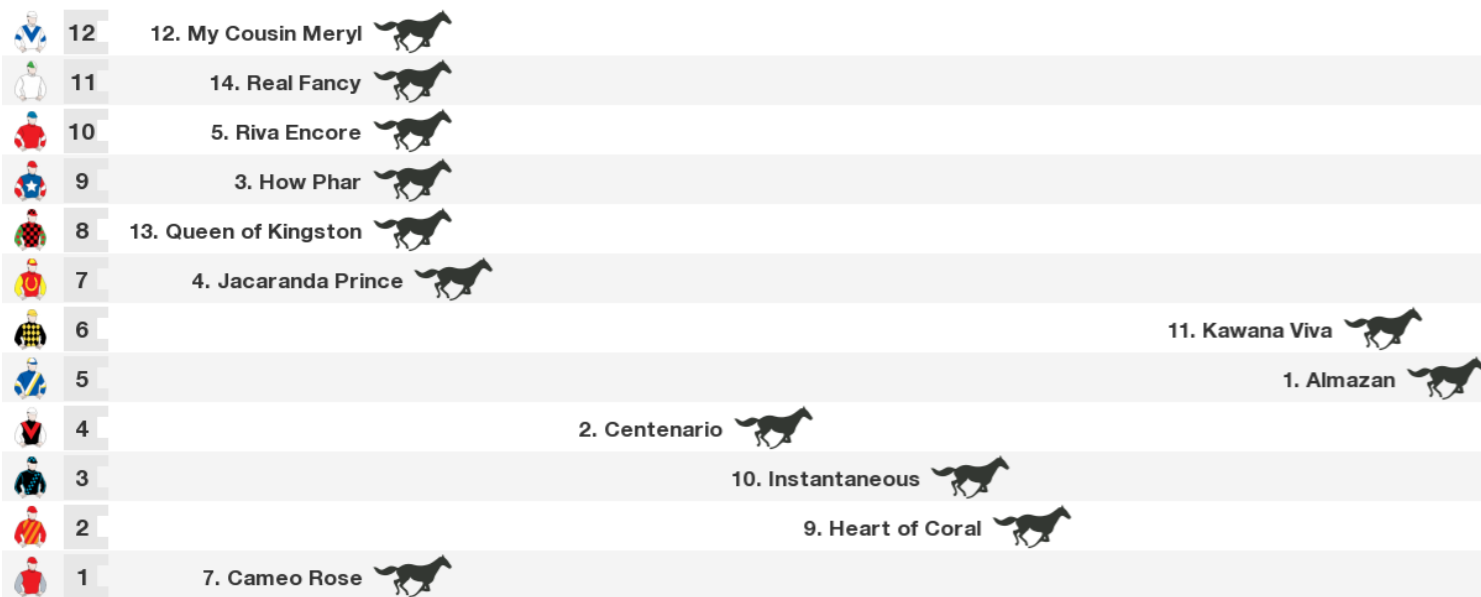 12 12. My Cousin Meryl
11 14. Real Fancy
10 5. Riva Encore
9 3. How Phar
8 13. Queen of Kingston
7 4. Jacaranda Prince
6 11. Kawana Viva
5 1. Almazan
4 2. Centenario
3 10. Instantaneous
2 9. Heart of Coral
1 7. Cameo Rose